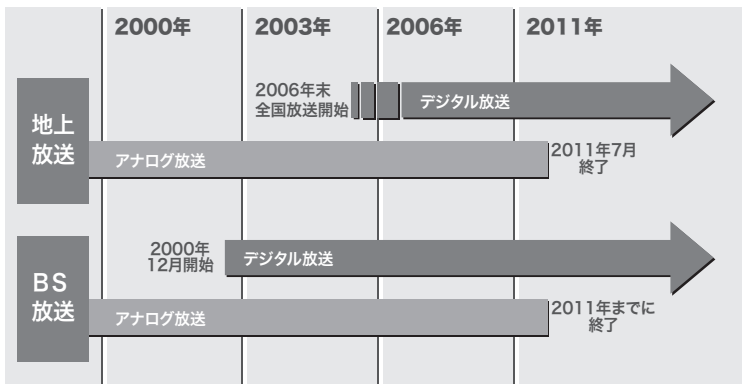 2000年
2003年
2006年
2011年
地上
放送
2006年末
全国放送開始
デジタル放送
アナログ放送
2011年7月
終了
BS
放送
2000年
12月開始
デジタル放送
アナログ放送
2011年までに
終了